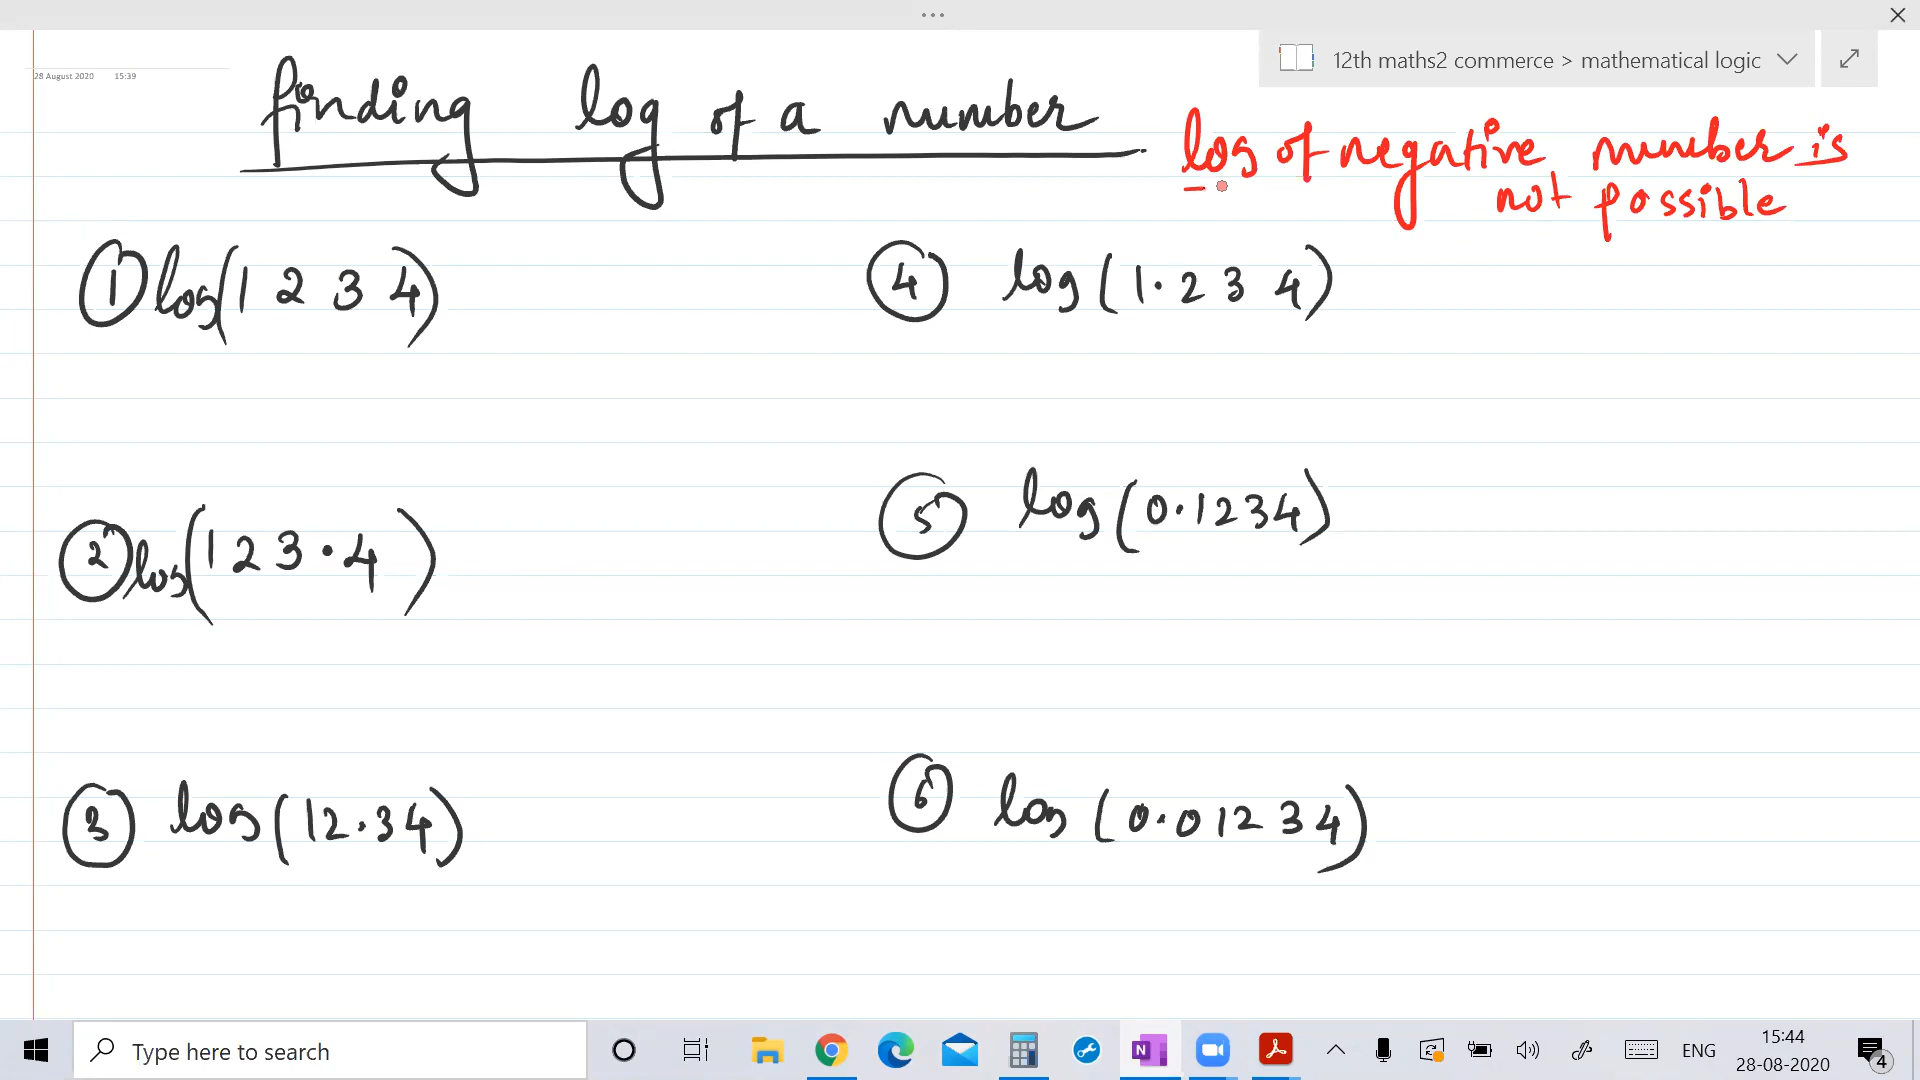 12th maths2 commerce > mathematical logic
28 August 2020 15:39
finding log of a number
log of negative number is
not possible
① log(1 2 3 4)
④ log(1.2 3 4)
② log(1 2 3.4)
⑤ log(0.1234)
③ log(12.34)
⑥ log(0.01234)
Type here to search
ENG
15:44
28-08-2020
4